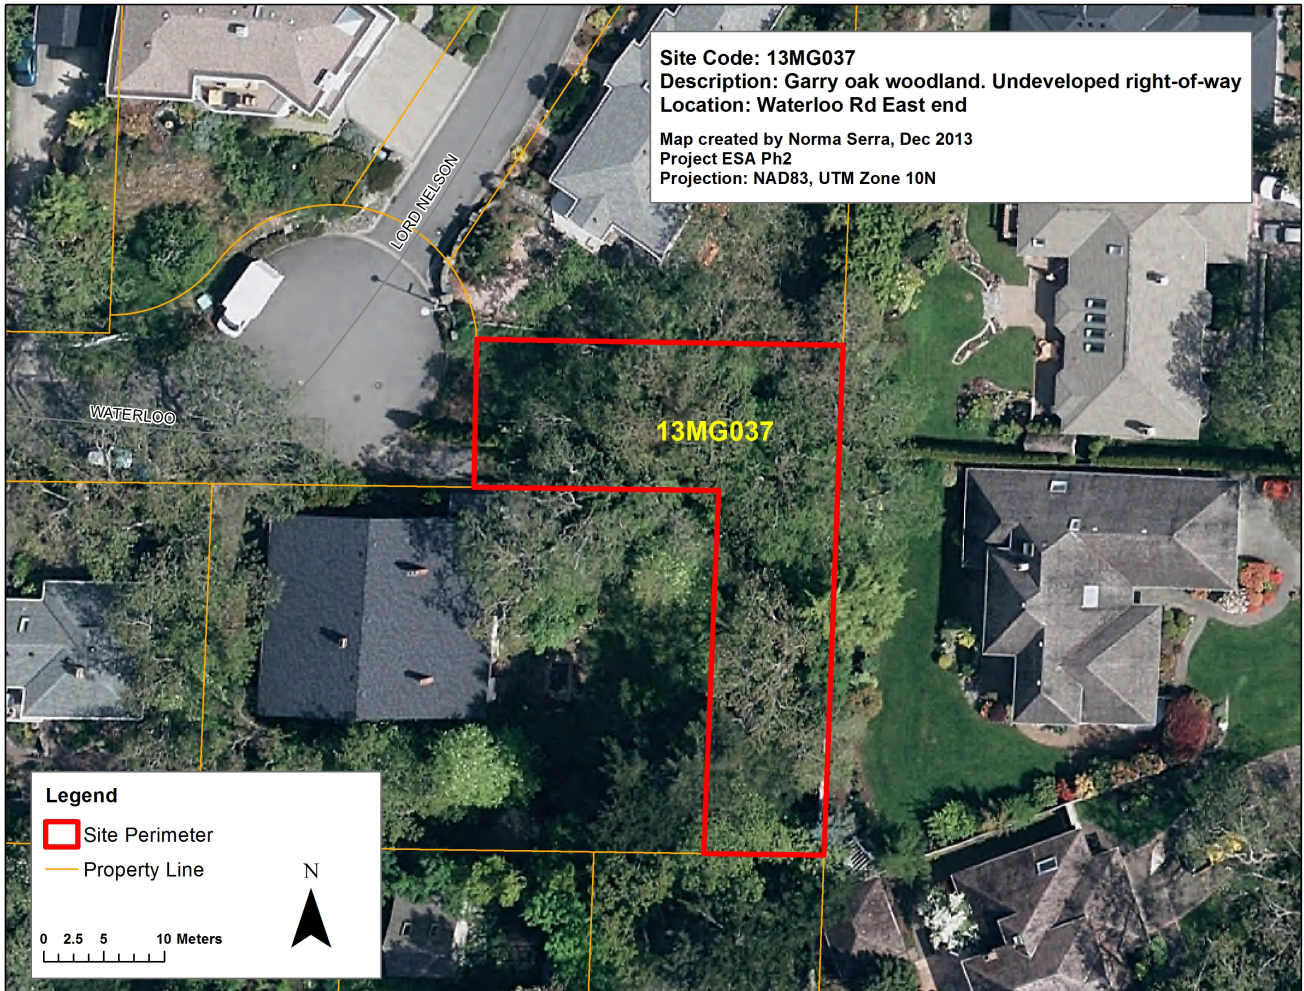 Site Code: 13MG037
Description: Garry oak woodland. Undeveloped right-of-way
Location: Waterloo Rd East end
Map created by Norma Serra, Dec 2013
Project ESA Ph2
Projection: NAD83, UTM Zone 10N
LORD NELSON
WATERLOO
13MG037
Legend
Site Perimeter
Property Line
N
0 2.5 5 10 Meters